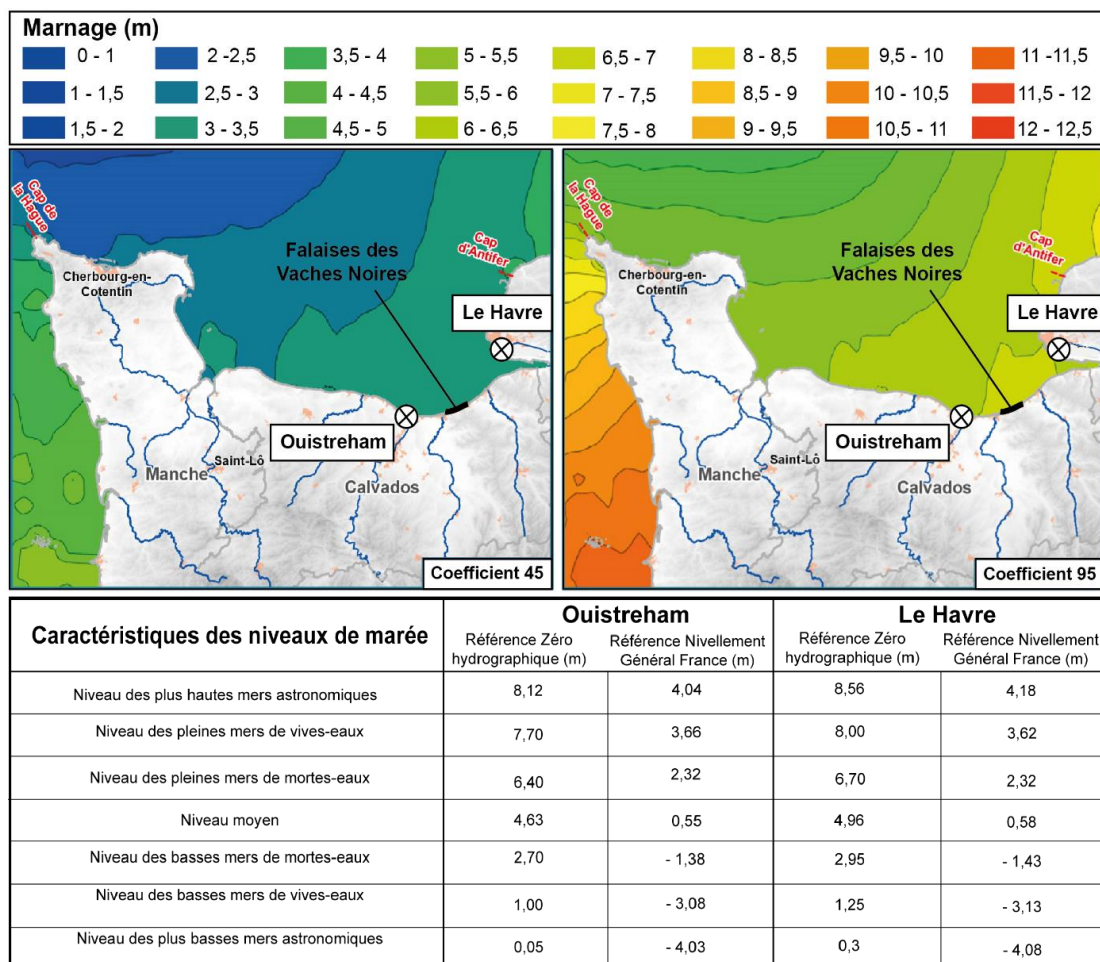 Marnage (m)
0 - 1
2 -2,5
3,5 - 4
5 - 5,5
6,5 - 7
8 - 8,5
9,5 - 10
11 -11,5
1 - 1,5
2,5 - 3
4 - 4,5
5,5 - 6
7 - 7,5
8,5 - 9
10 - 10,5
11,5 - 12
1,5 - 2
3 - 3,5
4,5 - 5
6 - 6,5
7,5 - 8
9 - 9,5
10,5 - 11
12 - 12,5
Cap de
la Hague
Cherbourg-en-
Cotentin
Falaises des
Vaches Noires
Cap
d'Antifer
Le Havre
Ouistreham
Saint-Lô
Manche
Calvados
Coefficient 45
Cap de
la Hague
Cherbourg-en-
Cotentin
Falaises des
Vaches Noires
Cap
d'Antifer
Le Havre
Ouistreham
Saint-Lô
Manche
Calvados
Coefficient 95
Caractéristiques des niveaux de marée
Ouistreham
Le Havre
Référence Zéro
hydrographique (m)
Référence Nivellement
Général France (m)
Référence Zéro
hydrographique (m)
Référence Nivellement
Général France (m)
Niveau des plus hautes mers astronomiques
8,12
4,04
8,56
4,18
Niveau des pleines mers de vives-eaux
7,70
3,66
8,00
3,62
Niveau des pleines mers de mortes-eaux
6,40
2,32
6,70
2,32
Niveau moyen
4,63
0,55
4,96
0,58
Niveau des basses mers de mortes-eaux
2,70
- 1,38
2,95
- 1,43
Niveau des basses mers de vives-eaux
1,00
- 3,08
1,25
- 3,13
Niveau des plus basses mers astronomiques
0,05
- 4,03
0,3
- 4,08